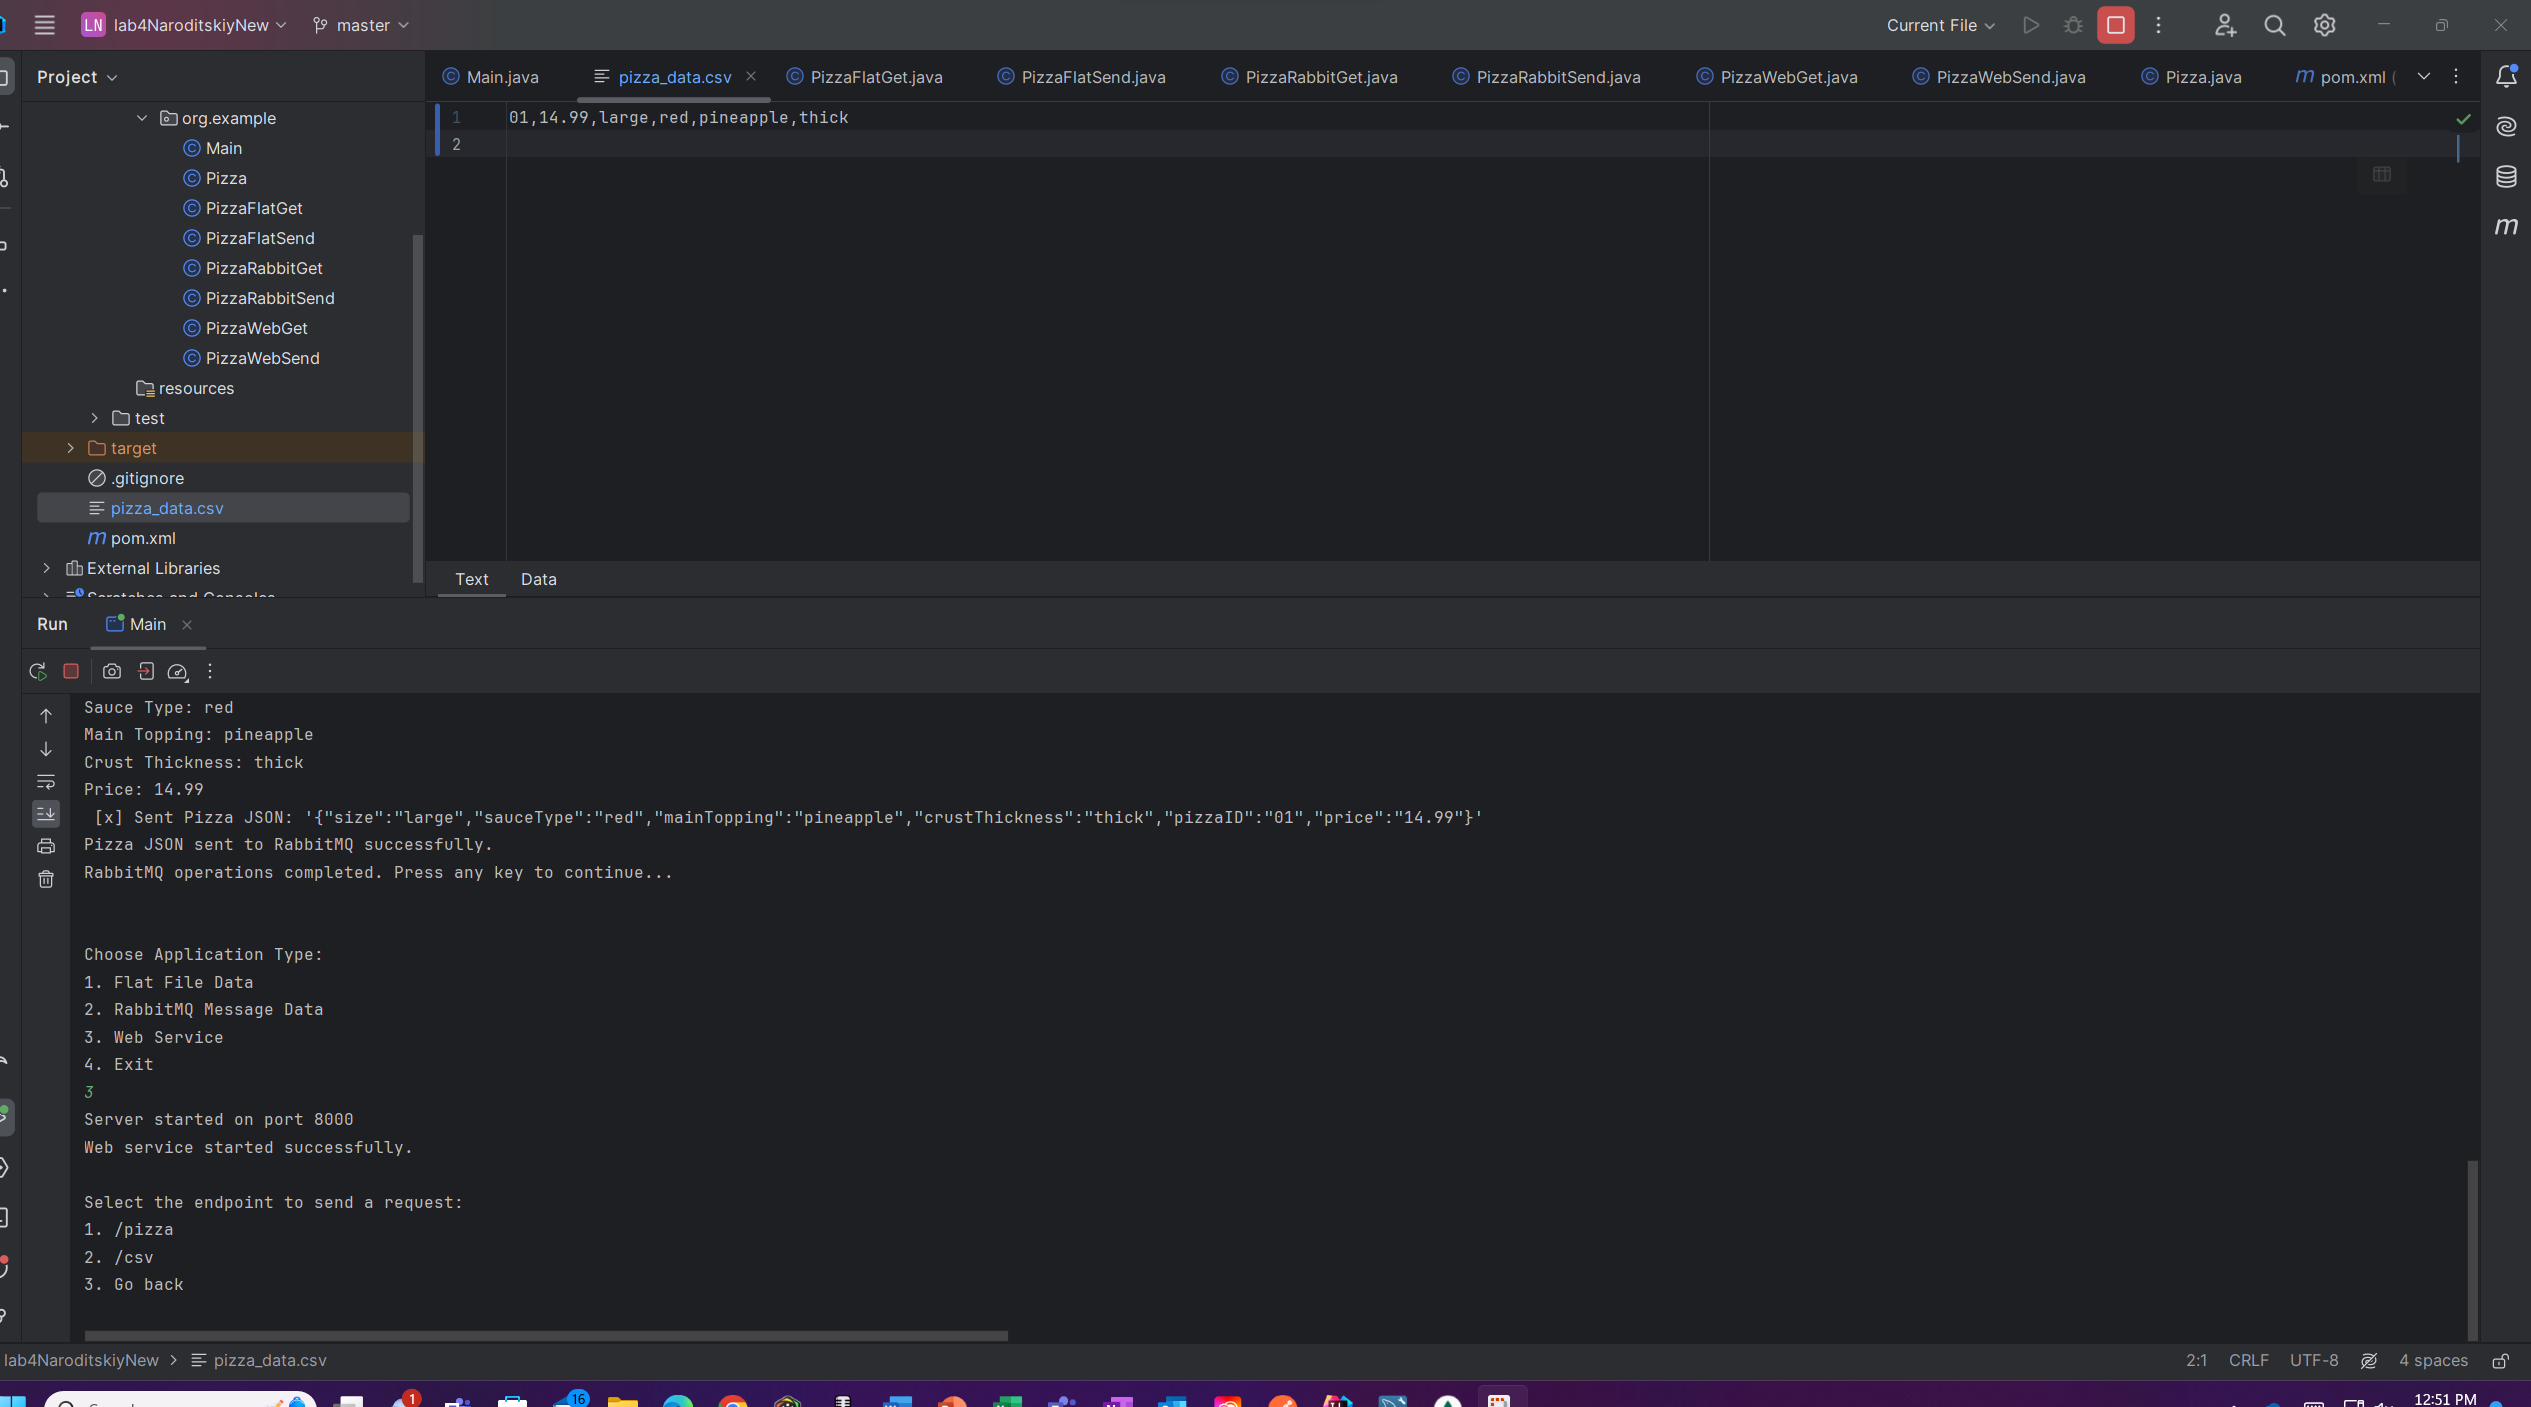 LN lab4NaroditskiyNew master Current File
Project
Main.java pizza_data.csv PizzaFlatGet.java PizzaFlatSend.java PizzaRabbitGet.java PizzaRabbitSend.java PizzaWebGet.java PizzaWebSend.java Pizza.java m pom.xml (
org.example
Main
Pizza
PizzaFlatGet
PizzaFlatSend
PizzaRabbitGet
PizzaRabbitSend
PizzaWebGet
PizzaWebSend
resources
test
target
.gitignore
pizza_data.csv
m pom.xml
External Libraries
Scratches and Consoles
1 01,14.99,large,red,pineapple,thick
2
m
Text Data
Run Main
Sauce Type: red
Main Topping: pineapple
Crust Thickness: thick
Price: 14.99
[x] Sent Pizza JSON: '{"size":"large","sauceType":"red","mainTopping":"pineapple","crustThickness":"thick","pizzaID":"01","price":"14.99"}'
Pizza JSON sent to RabbitMQ successfully.
RabbitMQ operations completed. Press any key to continue...
Choose Application Type:
1. Flat File Data
2. RabbitMQ Message Data
3. Web Service
4. Exit
3
Server started on port 8000
Web service started successfully.
Select the endpoint to send a request:
1. /pizza
2. /csv
3. Go back
lab4NaroditskiyNew > pizza_data.csv 2:1 CRLF UTF-8 4 spaces
1 16 12:51 PM